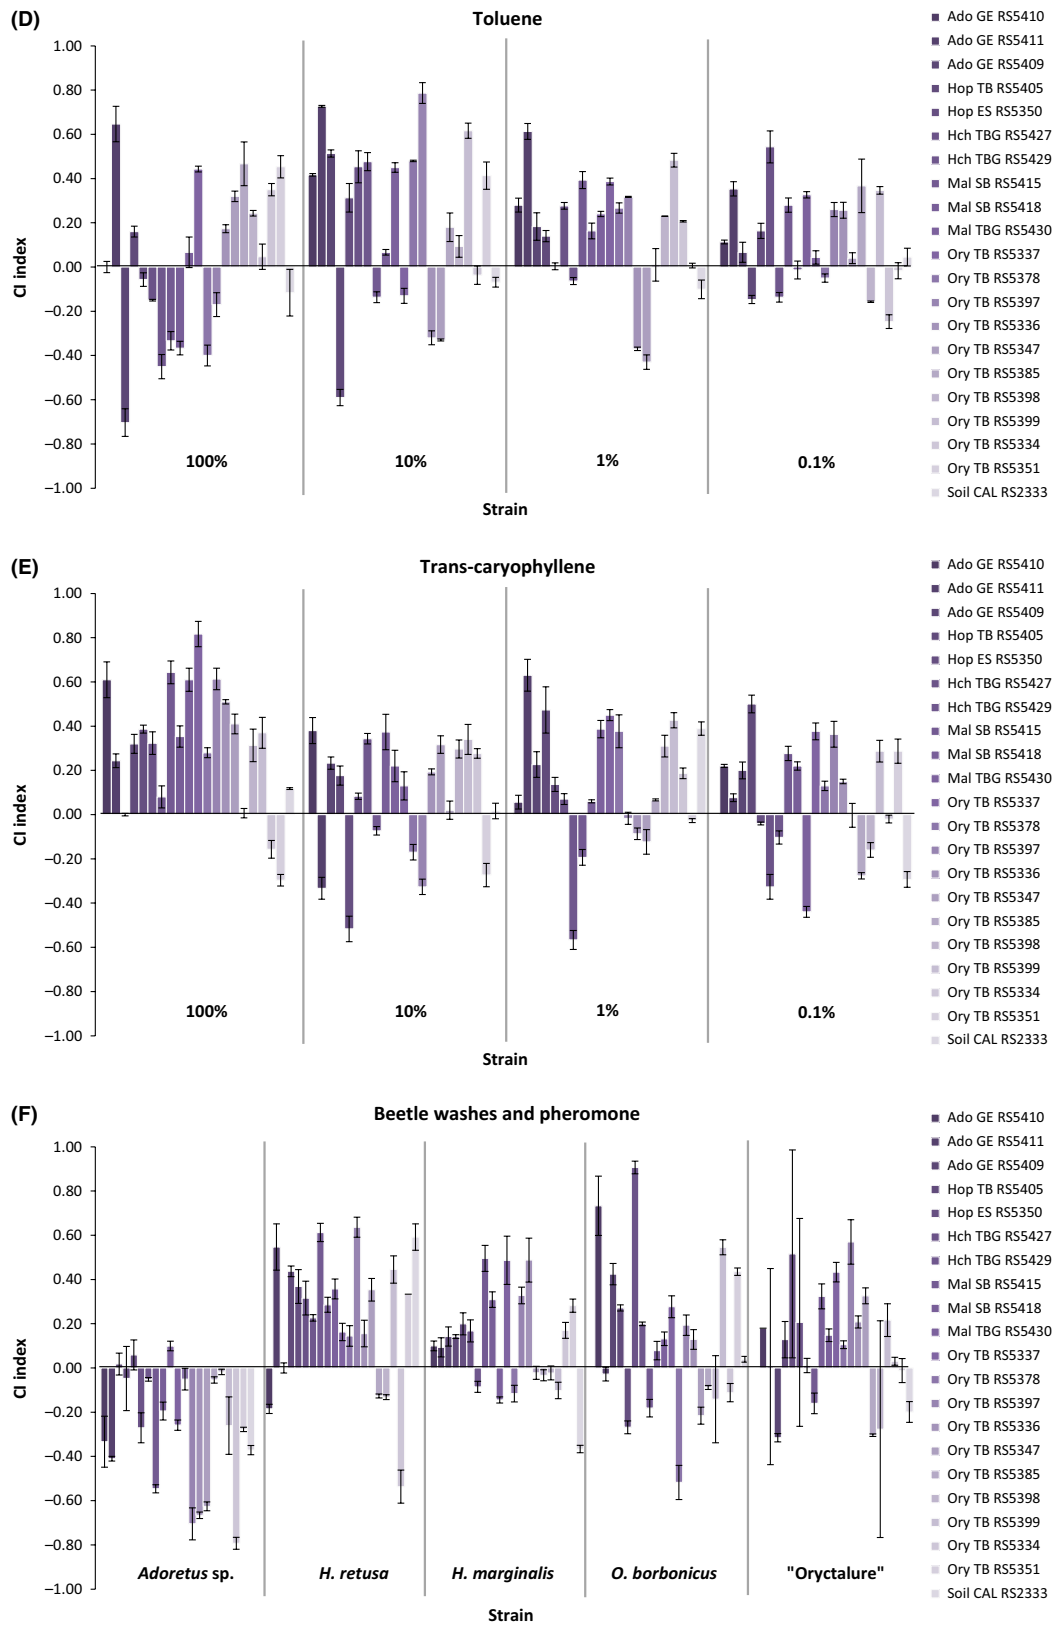 (D)
Toluene
1.00
0.80
0.60
0.40
0.20
0.00
−0.20
−0.40
−0.60
−0.80
−1.00
CI index
100%
10%
1%
0.1%
Strain
Ado GE RS5410
Ado GE RS5411
Ado GE RS5409
Hop TB RS5405
Hop ES RS5350
Hch TBG RS5427
Hch TBG RS5429
Mal SB RS5415
Mal SB RS5418
Mal TBG RS5430
Ory TB RS5337
Ory TB RS5378
Ory TB RS5397
Ory TB RS5336
Ory TB RS5347
Ory TB RS5385
Ory TB RS5398
Ory TB RS5399
Ory TB RS5334
Ory TB RS5351
Soil CAL RS2333
(E)
Trans-caryophyllene
1.00
0.80
0.60
0.40
0.20
0.00
−0.20
−0.40
−0.60
−0.80
−1.00
CI index
100%
10%
1%
0.1%
Strain
Ado GE RS5410
Ado GE RS5411
Ado GE RS5409
Hop TB RS5405
Hop ES RS5350
Hch TBG RS5427
Hch TBG RS5429
Mal SB RS5415
Mal SB RS5418
Mal TBG RS5430
Ory TB RS5337
Ory TB RS5378
Ory TB RS5397
Ory TB RS5336
Ory TB RS5347
Ory TB RS5385
Ory TB RS5398
Ory TB RS5399
Ory TB RS5334
Ory TB RS5351
Soil CAL RS2333
(F)
Beetle washes and pheromone
1.00
0.80
0.60
0.40
0.20
0.00
−0.20
−0.40
−0.60
−0.80
−1.00
CI index
Adoretus sp.
H. retusa
H. marginalis
O. borbonicus
"Oryctalure"
Strain
Ado GE RS5410
Ado GE RS5411
Ado GE RS5409
Hop TB RS5405
Hop ES RS5350
Hch TBG RS5427
Hch TBG RS5429
Mal SB RS5415
Mal SB RS5418
Mal TBG RS5430
Ory TB RS5337
Ory TB RS5378
Ory TB RS5397
Ory TB RS5336
Ory TB RS5347
Ory TB RS5385
Ory TB RS5398
Ory TB RS5399
Ory TB RS5334
Ory TB RS5351
Soil CAL RS2333